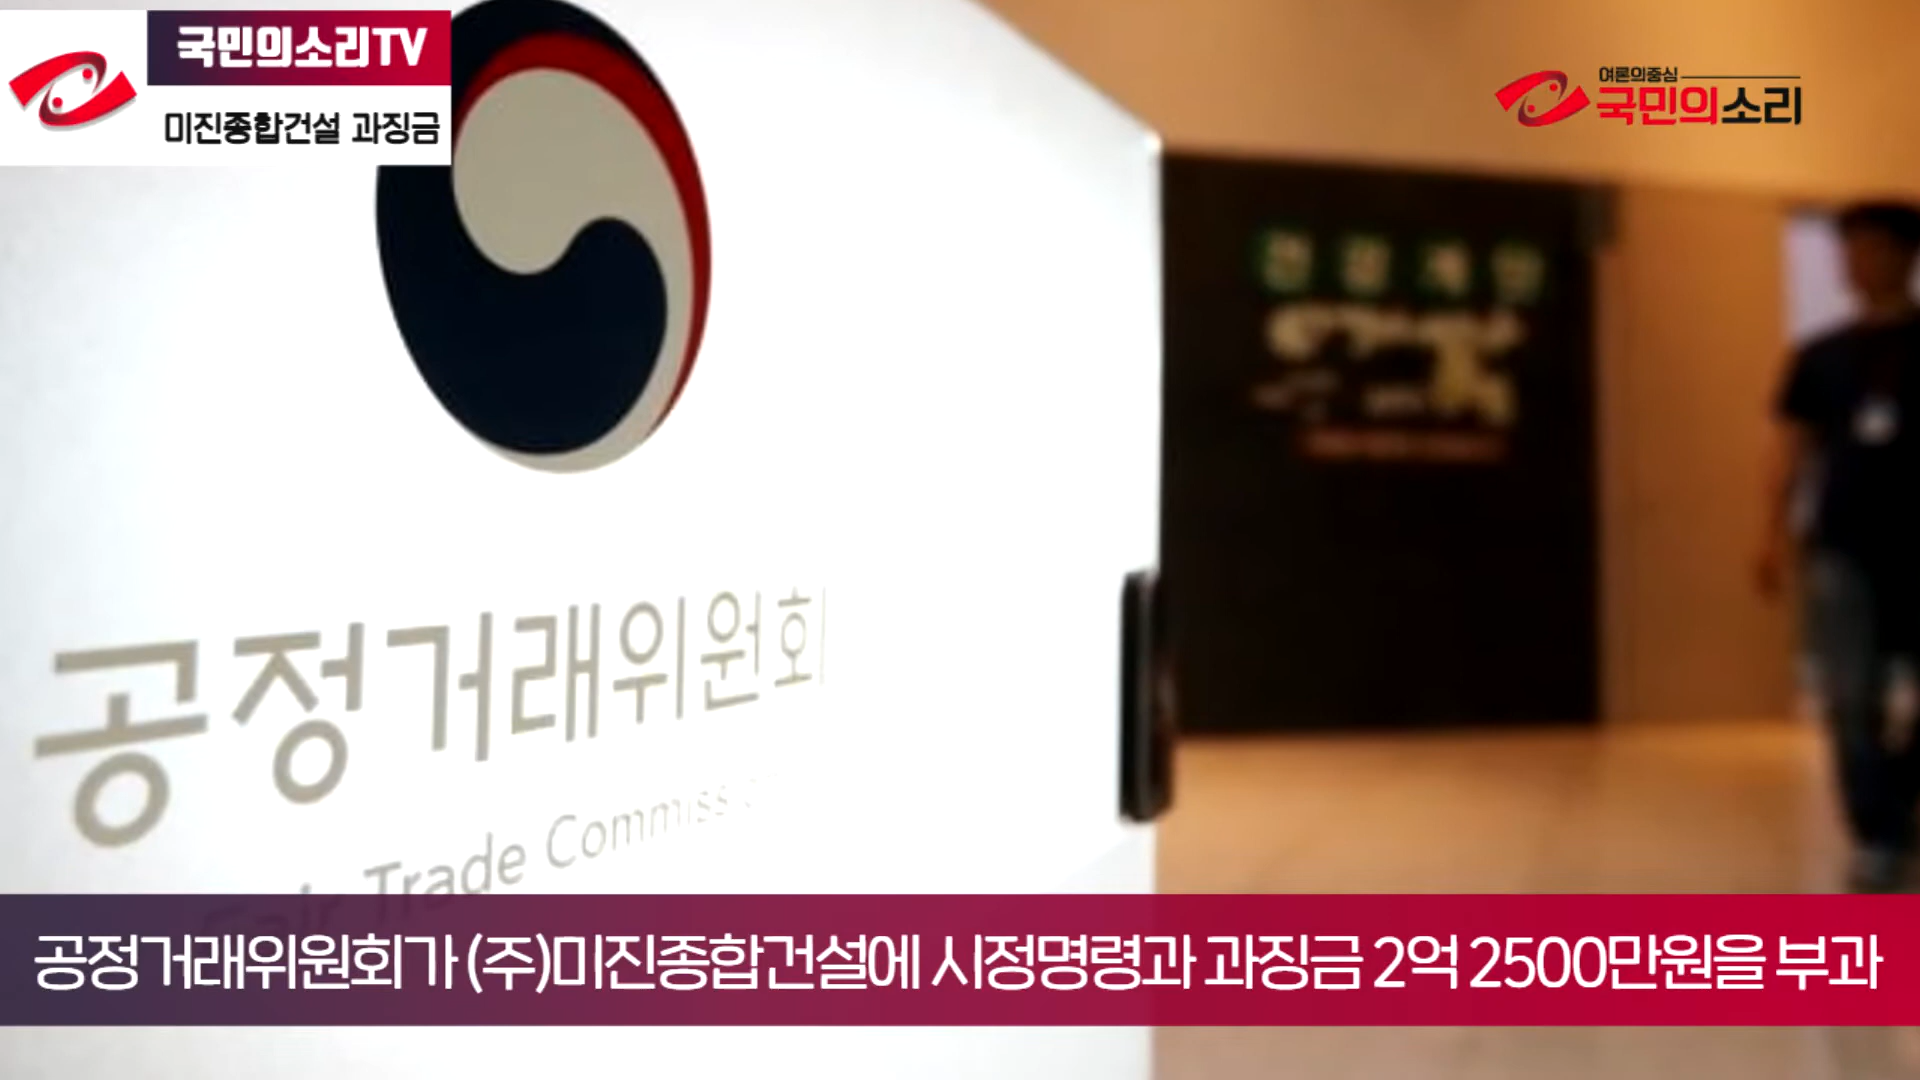 국민의소리TV
미진종합건설 과징금
여론의중심
국민의소리
공정거래위원회
Fair Trade Commiss
공정거래위원회가 (주)미진종합건설에 시정명령과 과징금 2억 2500만원을 부과